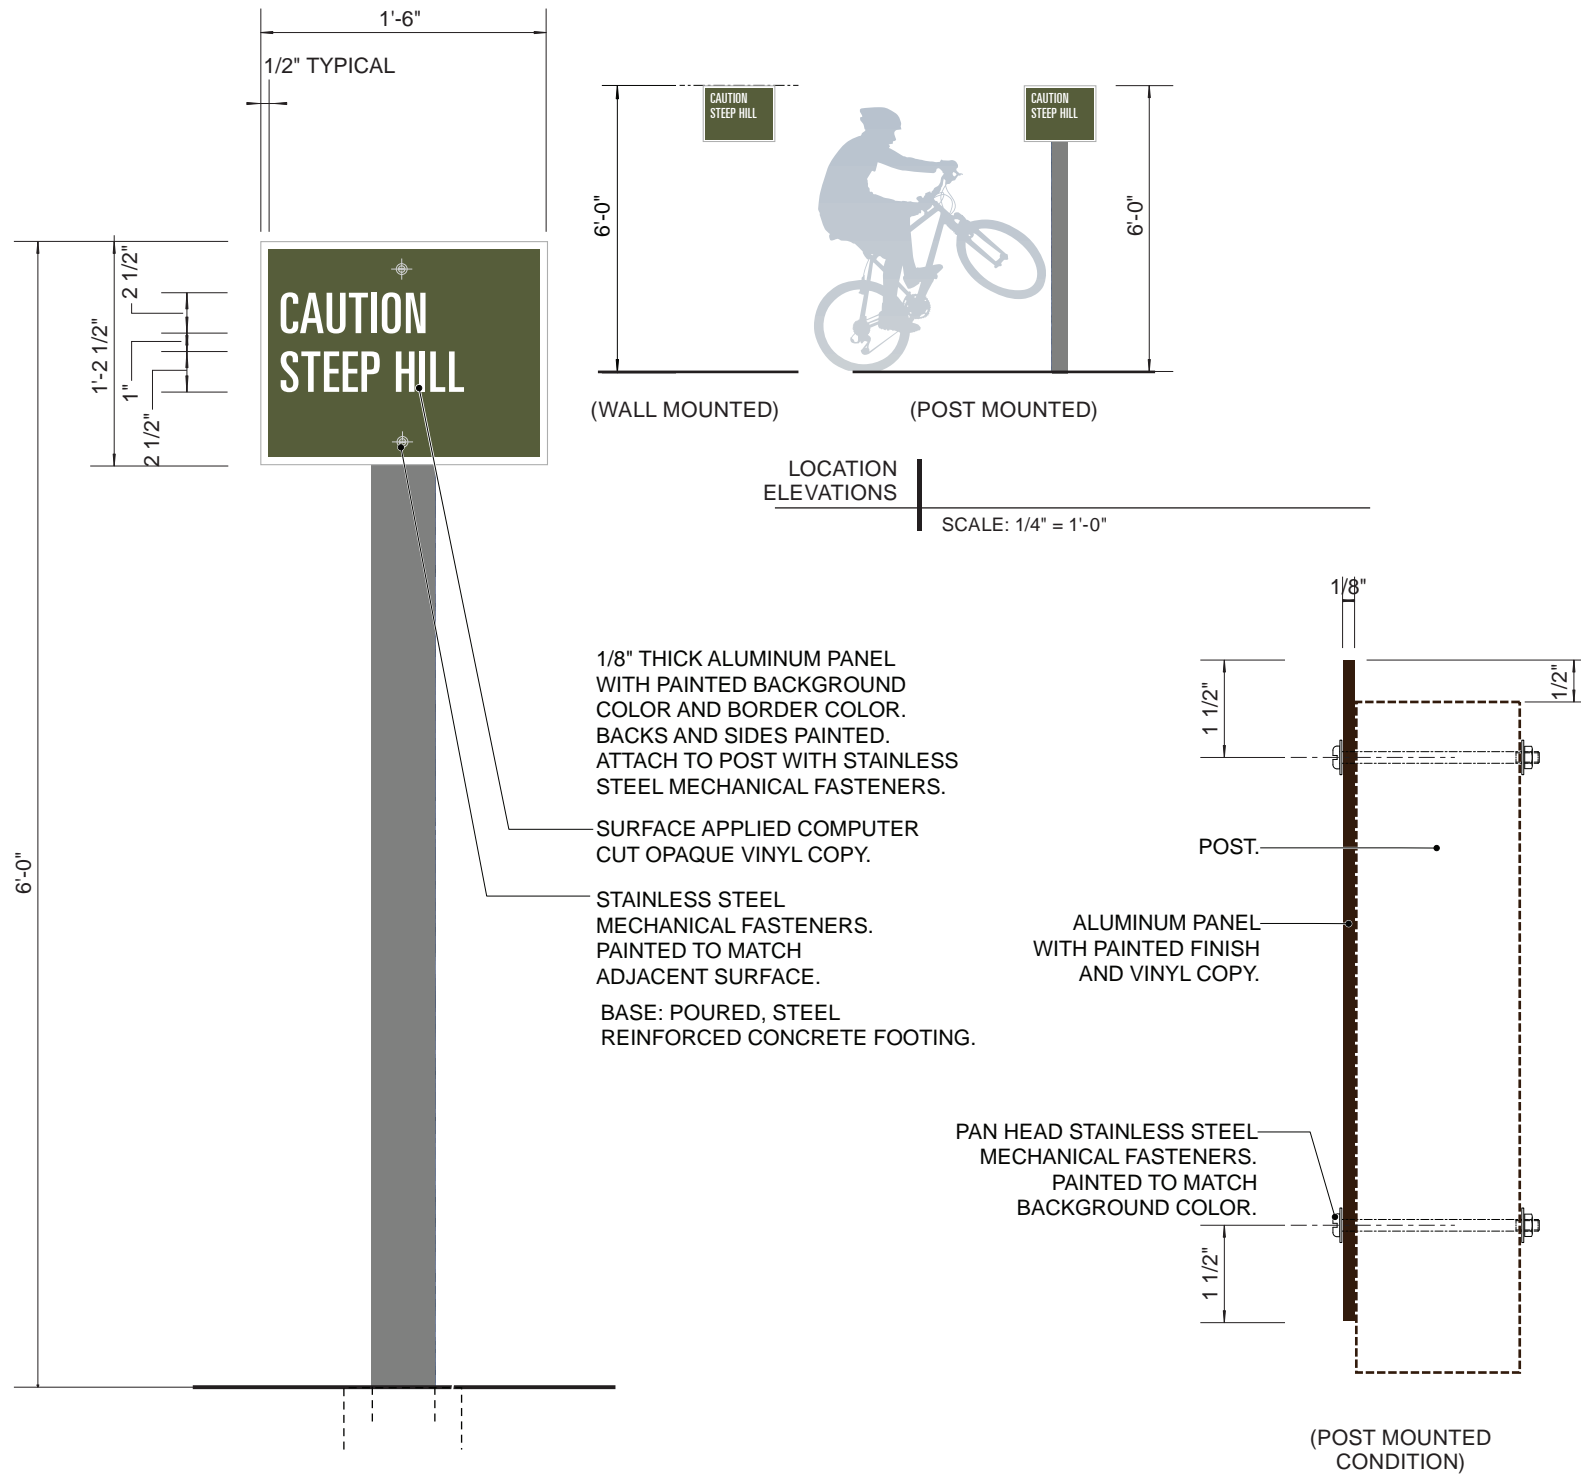 1'-6"
1/2" TYPICAL
2 1/2"
1'-2 1/2"
1"
2 1/2"
6'-0"
CAUTION
STEEP HILL
CAUTION
STEEP HILL
6'-0"
(WALL MOUNTED)
CAUTION
STEEP HILL
6'-0"
(POST MOUNTED)
LOCATION
ELEVATIONS
SCALE: 1/4" = 1'-0"
1/8" THICK ALUMINUM PANEL
WITH PAINTED BACKGROUND
COLOR AND BORDER COLOR.
BACKS AND SIDES PAINTED.
ATTACH TO POST WITH STAINLESS
STEEL MECHANICAL FASTENERS.
SURFACE APPLIED COMPUTER
CUT OPAQUE VINYL COPY.
STAINLESS STEEL
MECHANICAL FASTENERS.
PAINTED TO MATCH
ADJACENT SURFACE.
BASE: POURED, STEEL
REINFORCED CONCRETE FOOTING.
1/8"
1 1/2"
1/2"
POST.
ALUMINUM PANEL
WITH PAINTED FINISH
AND VINYL COPY.
PAN HEAD STAINLESS STEEL
MECHANICAL FASTENERS.
PAINTED TO MATCH
BACKGROUND COLOR.
1 1/2"
(POST MOUNTED
CONDITION)